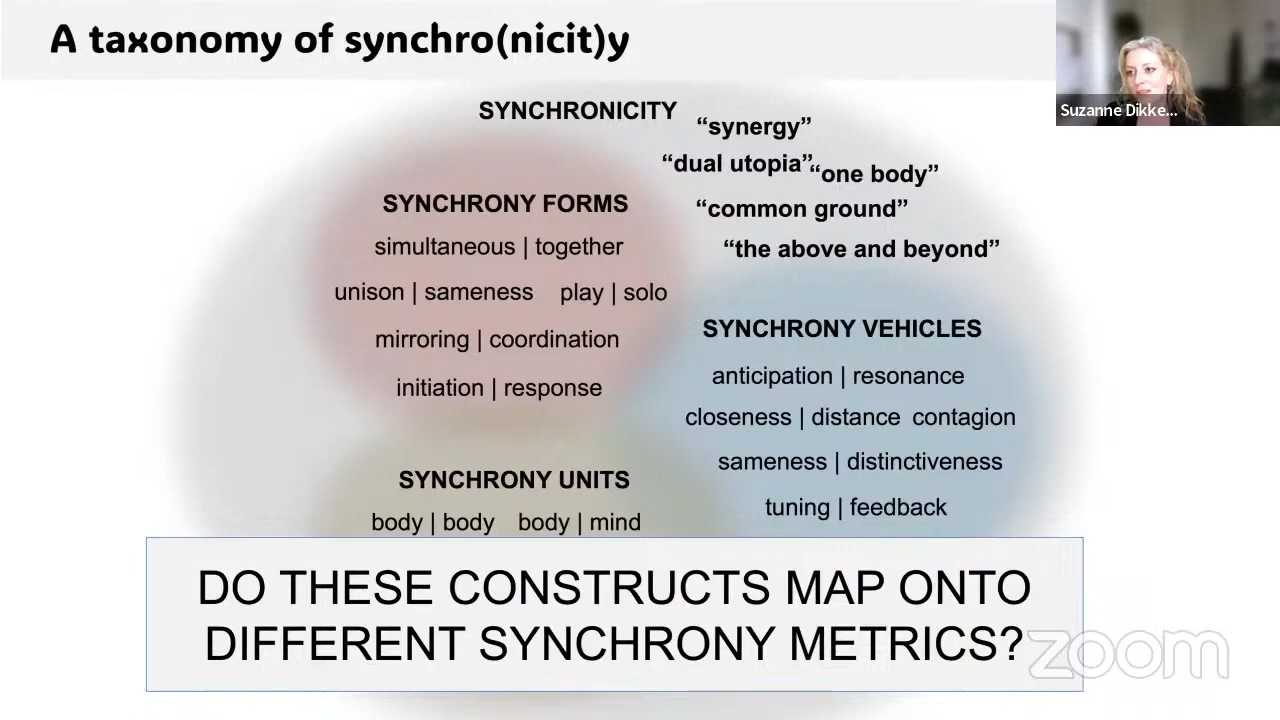 A taxonomy of synchro(nicit)y
Suzanne Dikke...
SYNCHRONICITY
“synergy”
“dual utopia”
“one body”
“common ground”
“the above and beyond”
SYNCHRONY FORMS
simultaneous | together
unison | sameness play | solo
mirroring | coordination
initiation | response
SYNCHRONY VEHICLES
anticipation | resonance
closeness | distance contagion
sameness | distinctiveness
tuning | feedback
SYNCHRONY UNITS
body | body body | mind
DO THESE CONSTRUCTS MAP ONTO
DIFFERENT SYNCHRONY METRICS?
zoom